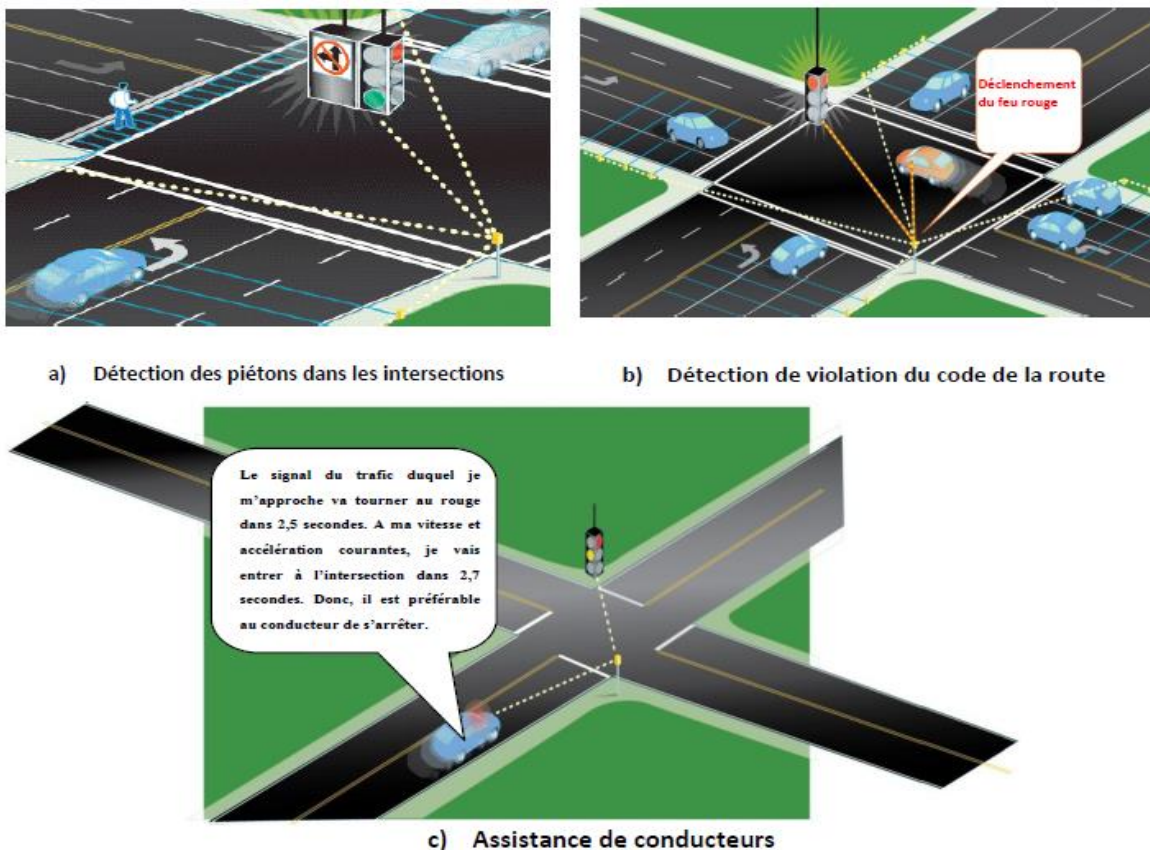 Déclenchement
du feu rouge
a) Détection des piétons dans les intersections
b) Détection de violation du code de la route
Le signal du trafic duquel je
m'approche va tourner au rouge
dans 2,5 secondes. A ma vitesse et
accélération courantes, je vais
entrer à l'intersection dans 2,7
secondes. Donc, il est préférable
au conducteur de s'arrêter.
c) Assistance de conducteurs